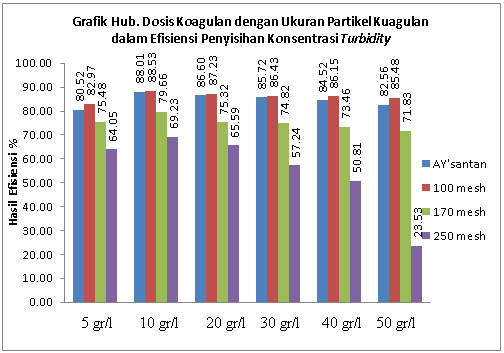 Grafik Hub. Dosis Koagulan dengan Ukuran Partikel Kuagulan
dalam Efisiensi Penyisihan Konsentrasi Turbidity
Hasil Efisiensi %
100.00
90.00
80.00
70.00
60.00
50.00
40.00
30.00
20.00
10.00
0.00
80.52
82.97
75.48
64.05
88.01
88.53
79.66
69.23
86.60
87.23
75.32
65.59
85.72
86.43
74.82
57.24
84.52
86.15
73.46
50.81
82.56
85.48
71.83
23.53
5 gr/l
10 gr/l
20 gr/l
30 gr/l
40 gr/l
50 gr/l
AY'santan
100 mesh
170 mesh
250 mesh